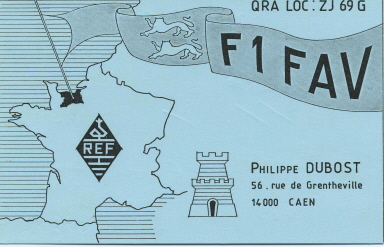 QRA LOC: ZJ 69 G
F1 FAV
REF
PHILIPPE DUBOST
56, rue de Grentheville
14000 CAEN